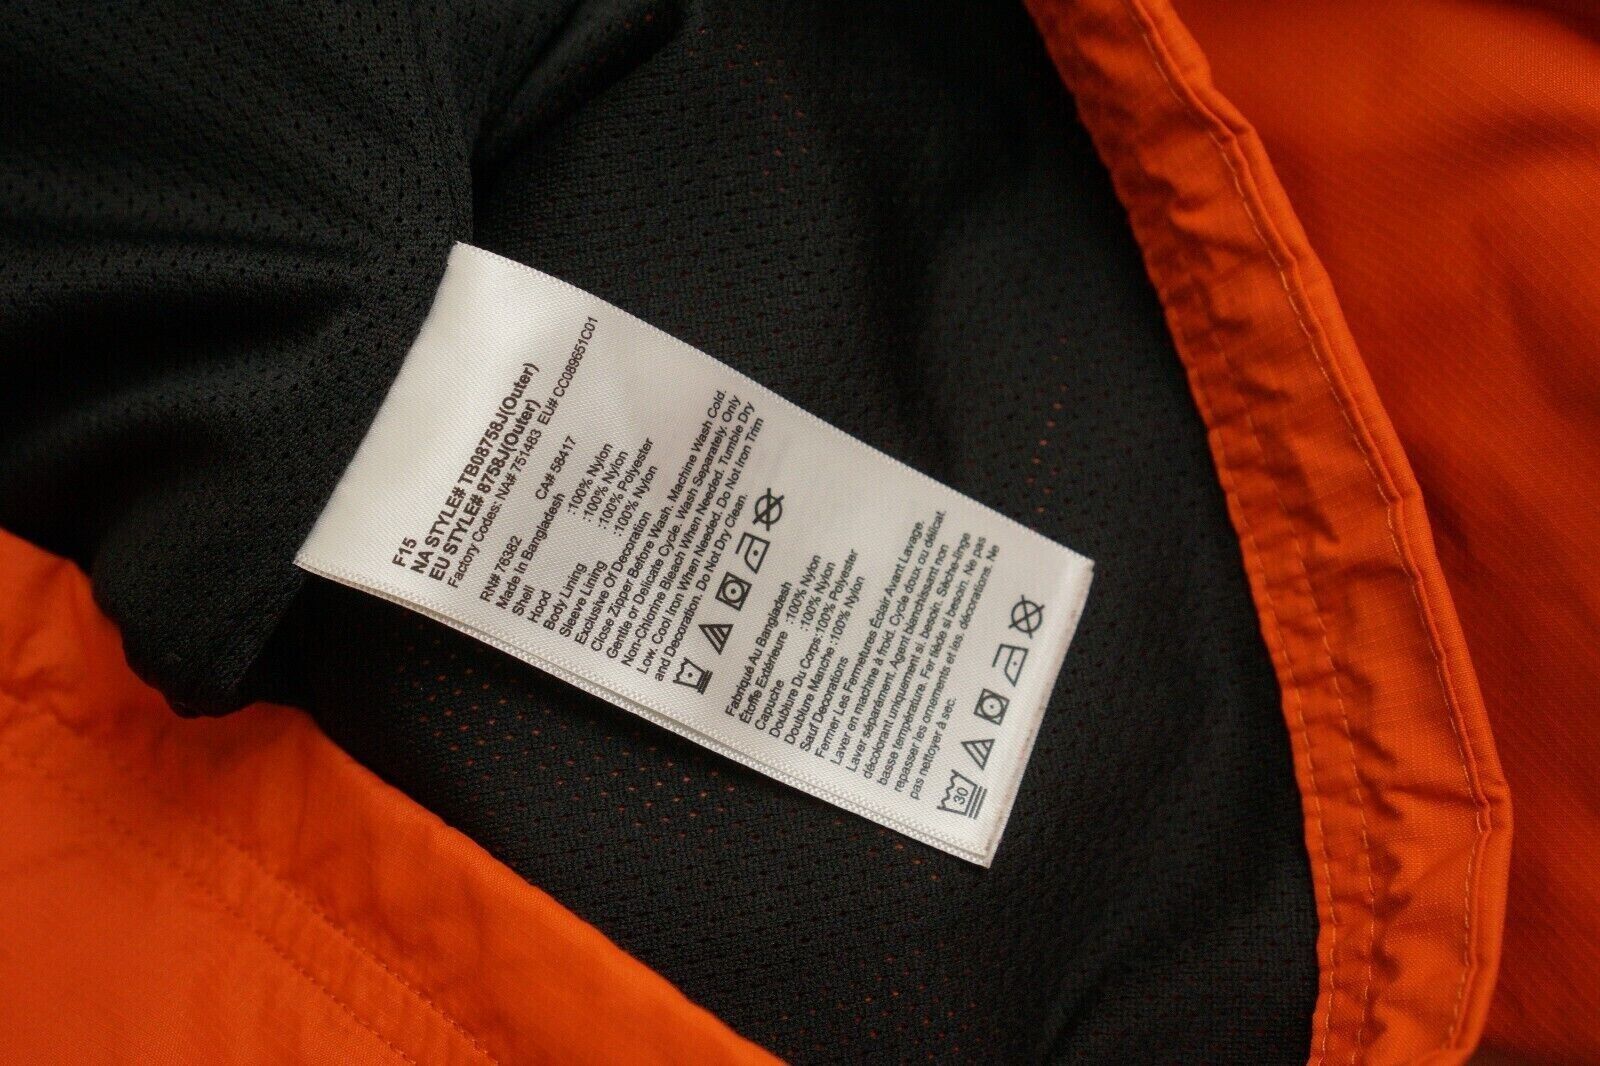 F15
NA STYLE# TB08758J(Outer)
EU STYLE# 8758J(Outer)
Factory Codes: NA# 751483 EU# CC089651C01
RN# 76382 CA# 58417
Made in Bangladesh
Shell :100% Nylon
Hood :100% Nylon
Body Lining :100% Polyester
Sleeve Lining :100% Nylon
Exclusive Of Decoration
Close Zipper Before Wash. Machine Wash Cold.
Gentle or Delicate Cycle. Wash Separately. Only
Non-Chlorine Bleach When Needed. Tumble Dry
Low. Cool Iron When Needed. Do Not Iron Trim
and Decoration. Do Not Dry Clean.
Fabriqué Au Bangladesh
Étoffe Extérieure :100% Nylon
Capuche :100% Nylon
Doublure Du Corps:100% Polyester
Doublure Manche :100% Nylon
Sauf Decorations
Fermer Les Fermetures Éclair Avant Lavage.
Laver en machine à froid. Cycle doux ou délicat.
Laver séparément. Agent blanchissant non
décolorant uniquement si besoin. Sèche-linge
basse température. Fer tiède si besoin. Ne pas
repasser les ornements et les. décorations. Ne
pas nettoyer à sec.
30